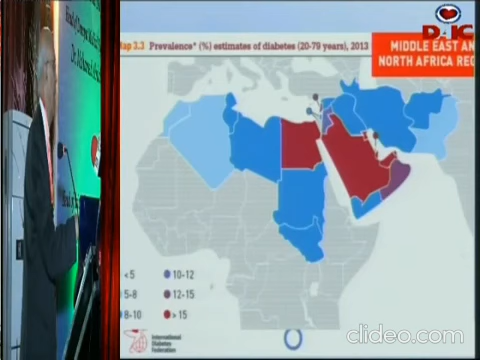 D IC
Map 3.3 Prevalence* (%) estimates of diabetes (20-79 years), 2013
MIDDLE EAST AN
NORTH AFRICA REG
< 5
5-8
8-10
10-12
12-15
> 15
International
Diabetes
Federation
clideo.com